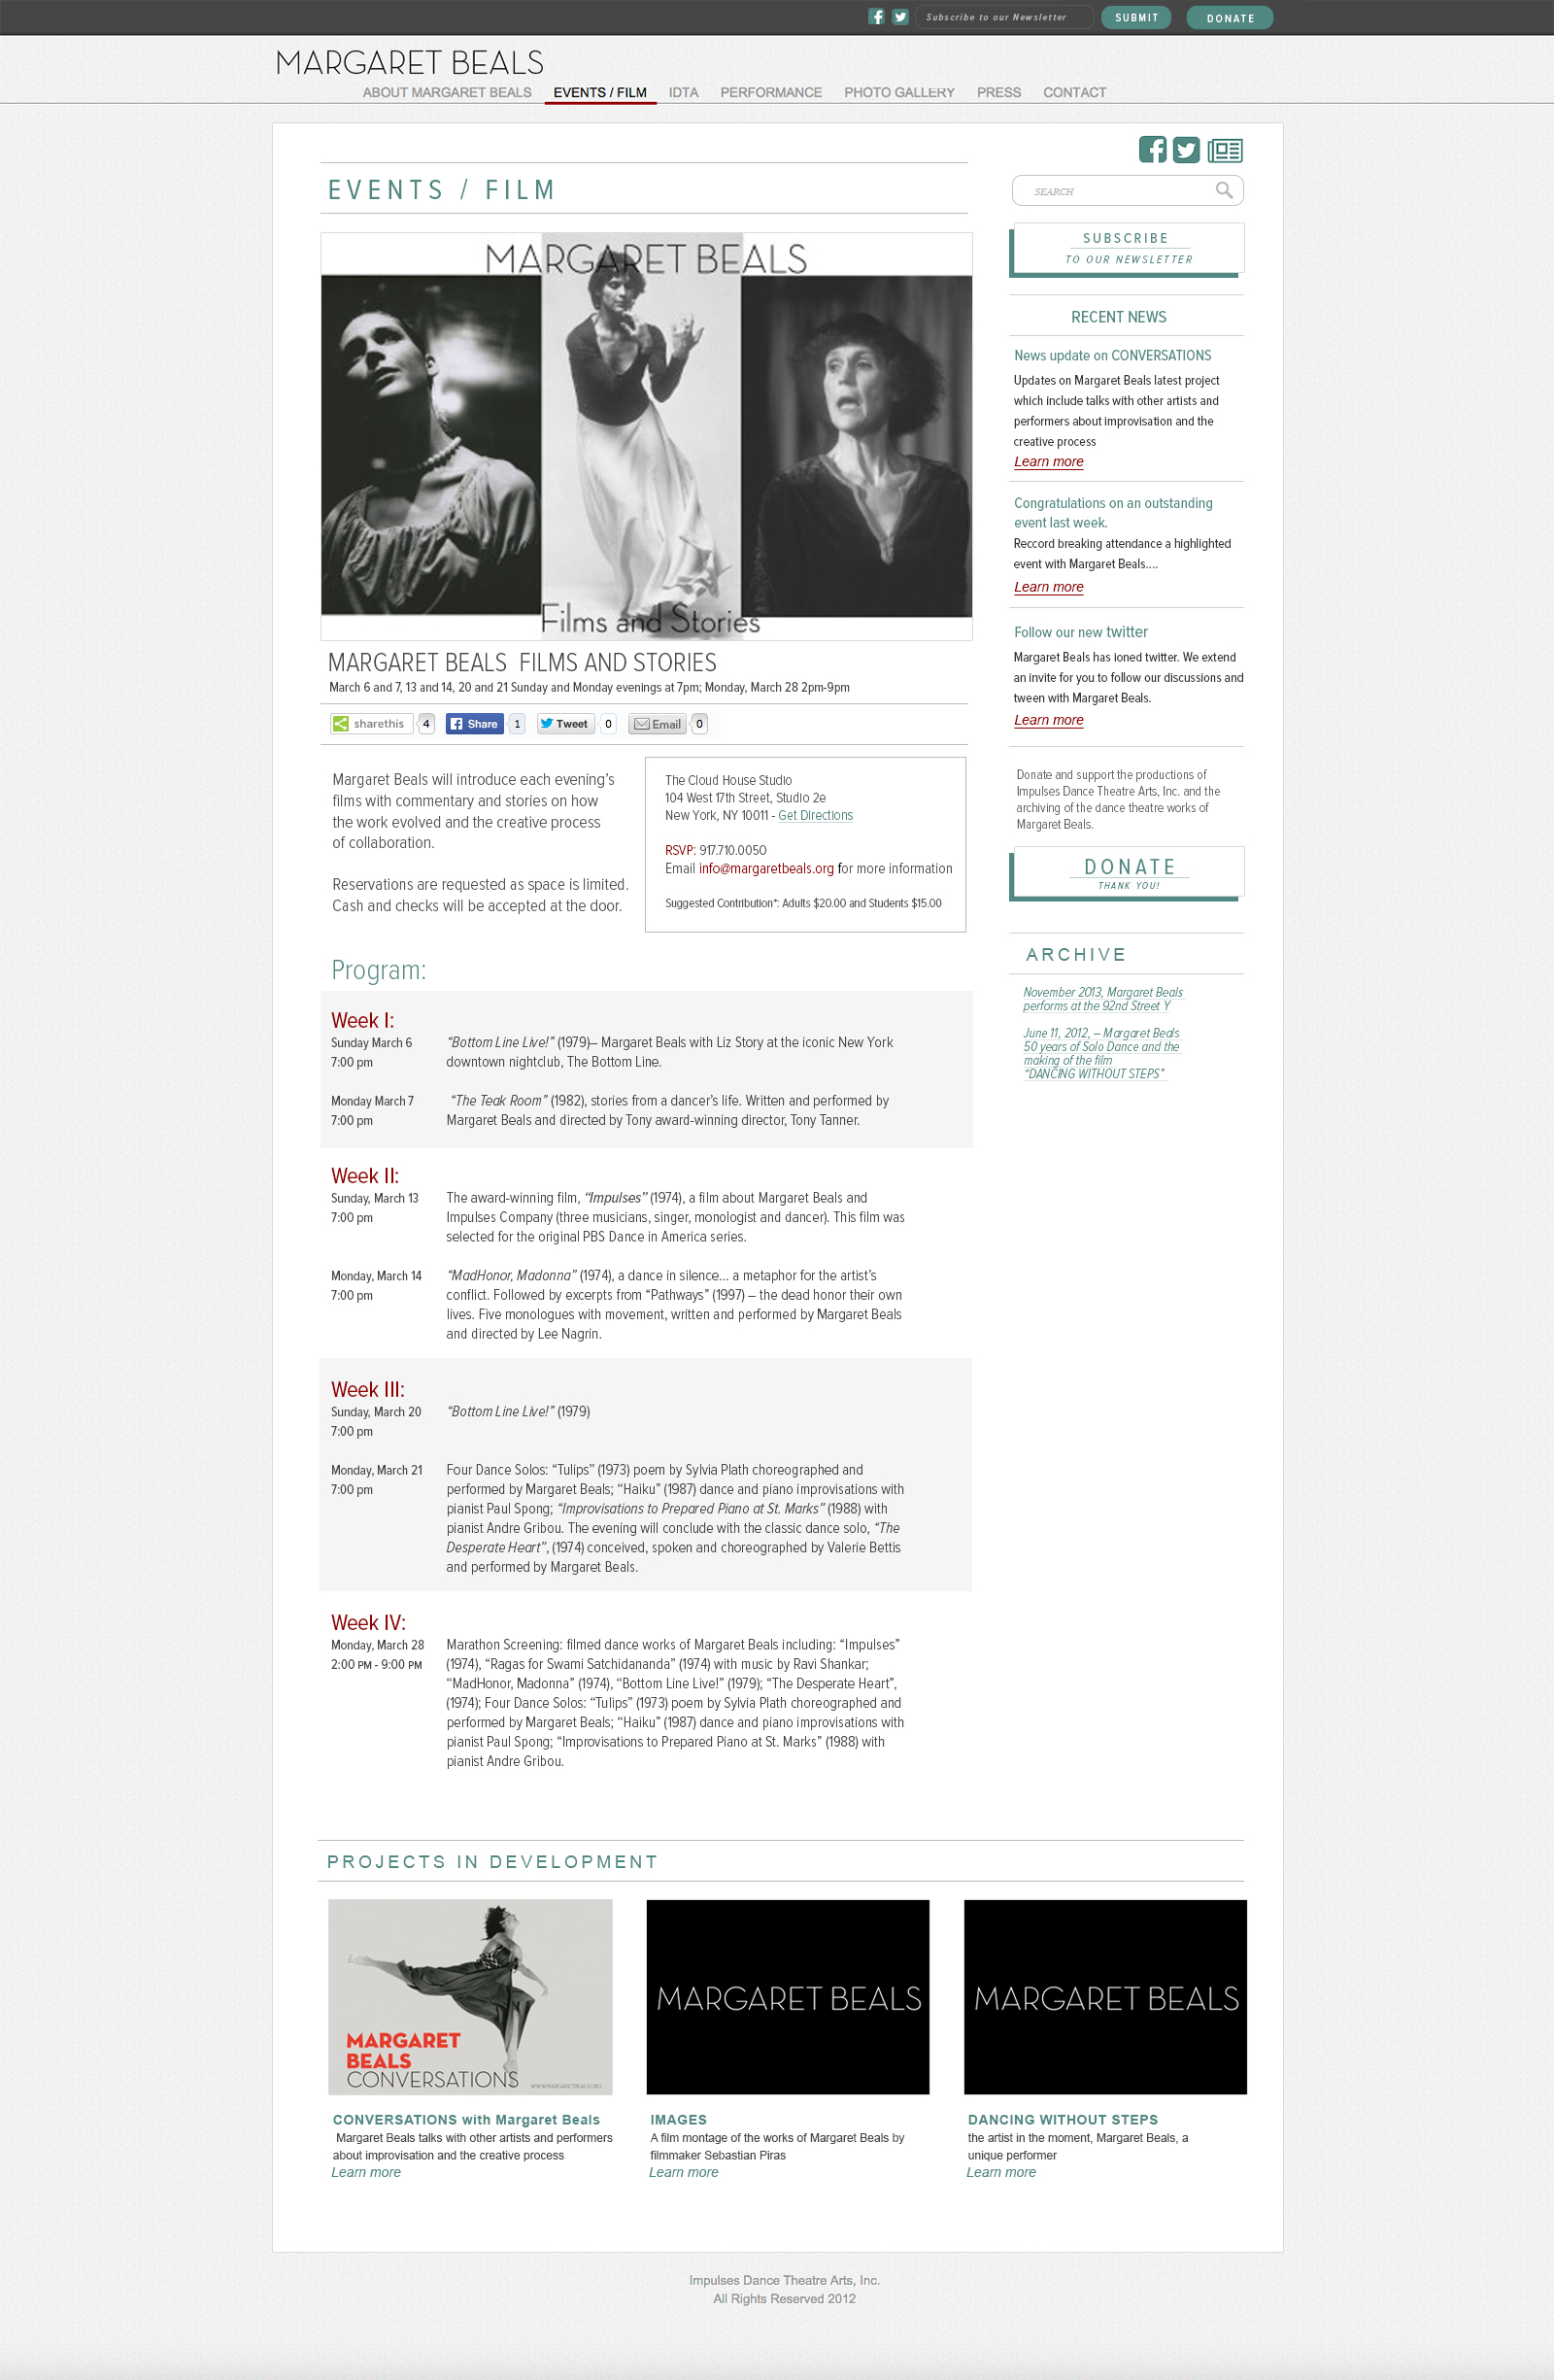 Subscribe to our Newsletter
SUBMIT
DONATE
MARGARET BEALS
ABOUT MARGARET BEALS
EVENTS / FILM
IDTA
PERFORMANCE
PHOTO GALLERY
PRESS
CONTACT
EVENTS / FILM
MARGARET BEALS
Films and Stories
MARGARET BEALS FILMS AND STORIES
March 6 and 7, 13 and 14, 20 and 21 Sunday and Monday evenings at 7pm; Monday, March 28 2pm-9pm
sharethis 4
Share 1
Tweet 0
Email 0
Margaret Beals will introduce each evening's
films with commentary and stories on how
the work evolved and the creative process
of collaboration.
Reservations are requested as space is limited.
Cash and checks will be accepted at the door.
The Cloud House Studio
104 West 17th Street, Studio 2e
New York, NY 10011 - Get Directions
RSVP: 917.710.0050
Email info@margaretbeals.org for more information
Suggested Contribution*: Adults $20.00 and Students $15.00
Program:
Week I:
Sunday March 6
7:00 pm
“Bottom Line Live!” (1979)– Margaret Beals with Liz Story at the iconic New York
downtown nightclub, The Bottom Line.
Monday March 7
7:00 pm
“The Teak Room” (1982), stories from a dancer's life. Written and performed by
Margaret Beals and directed by Tony award-winning director, Tony Tanner.
Week II:
Sunday, March 13
7:00 pm
The award-winning film, “Impulses” (1974), a film about Margaret Beals and
Impulses Company (three musicians, singer, monologist and dancer). This film was
selected for the original PBS Dance in America series.
Monday, March 14
7:00 pm
“MadHonor, Madonna” (1974), a dance in silence... a metaphor for the artist's
conflict. Followed by excerpts from “Pathways” (1997) – the dead honor their own
lives. Five monologues with movement, written and performed by Margaret Beals
and directed by Lee Nagrin.
Week III:
Sunday, March 20
7:00 pm
“Bottom Line Live!” (1979)
Monday, March 21
7:00 pm
Four Dance Solos: “Tulips” (1973) poem by Sylvia Plath choreographed and
performed by Margaret Beals; “Haiku” (1987) dance and piano improvisations with
pianist Paul Spong; “Improvisations to Prepared Piano at St. Marks” (1988) with
pianist Andre Gribou. The evening will conclude with the classic dance solo, “The
Desperate Heart”, (1974) conceived, spoken and choreographed by Valerie Bettis
and performed by Margaret Beals.
Week IV:
Monday, March 28
2:00 PM - 9:00 PM
Marathon Screening: filmed dance works of Margaret Beals including: “Impulses”
(1974), “Ragas for Swami Satchidananda” (1974) with music by Ravi Shankar;
“MadHonor, Madonna” (1974), “Bottom Line Live!” (1979); “The Desperate Heart”,
(1974); Four Dance Solos: “Tulips” (1973) poem by Sylvia Plath choreographed and
performed by Margaret Beals; “Haiku” (1987) dance and piano improvisations with
pianist Paul Spong; “Improvisations to Prepared Piano at St. Marks” (1988) with
pianist Andre Gribou.
SEARCH
SUBSCRIBE
TO OUR NEWSLETTER
RECENT NEWS
News update on CONVERSATIONS
Updates on Margaret Beals latest project
which include talks with other artists and
performers about improvisation and the
creative process
Learn more
Congratulations on an outstanding
event last week.
Reccord breaking attendance a highlighted
event with Margaret Beals....
Learn more
Follow our new twitter
Margaret Beals has ioned twitter. We extend
an invite for you to follow our discussions and
tween with Margaret Beals.
Learn more
Donate and support the productions of
Impulses Dance Theatre Arts, Inc. and the
archiving of the dance theatre works of
Margaret Beals.
DONATE
THANK YOU!
ARCHIVE
November 2013, Margaret Beals
performs at the 92nd Street Y
June 11, 2012, – Margaret Beals
50 years of Solo Dance and the
making of the film
“DANCING WITHOUT STEPS”
PROJECTS IN DEVELOPMENT
MARGARET
BEALS
CONVERSATIONS
WWW.MARGARETBEALS.ORG
MARGARET BEALS
MARGARET BEALS
CONVERSATIONS with Margaret Beals
Margaret Beals talks with other artists and performers
about improvisation and the creative process
Learn more
IMAGES
A film montage of the works of Margaret Beals by
filmmaker Sebastian Piras
Learn more
DANCING WITHOUT STEPS
the artist in the moment, Margaret Beals, a
unique performer
Learn more
Impulses Dance Theatre Arts, Inc.
All Rights Reserved 2012